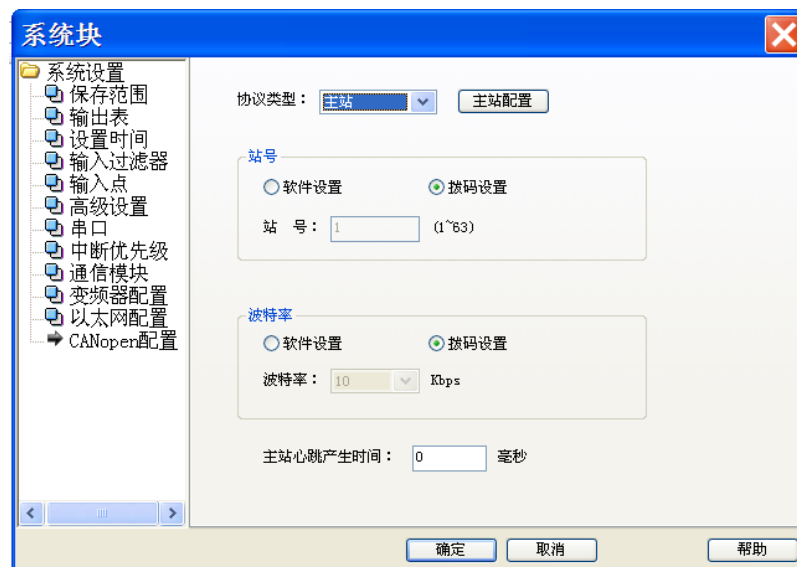 系统块
系统设置
保存范围
输出表
设置时间
输入过滤器
输入点
高级设置
串口
中断优先级
通信模块
变频器配置
以太网配置
CANopen配置
协议类型： 主站 主站配置
站号
软件设置 拨码设置
站 号： 1 (1~63)
波特率
软件设置 拨码设置
波特率： 10 Kbps
主站心跳产生时间： 0 毫秒
确定 取消 帮助